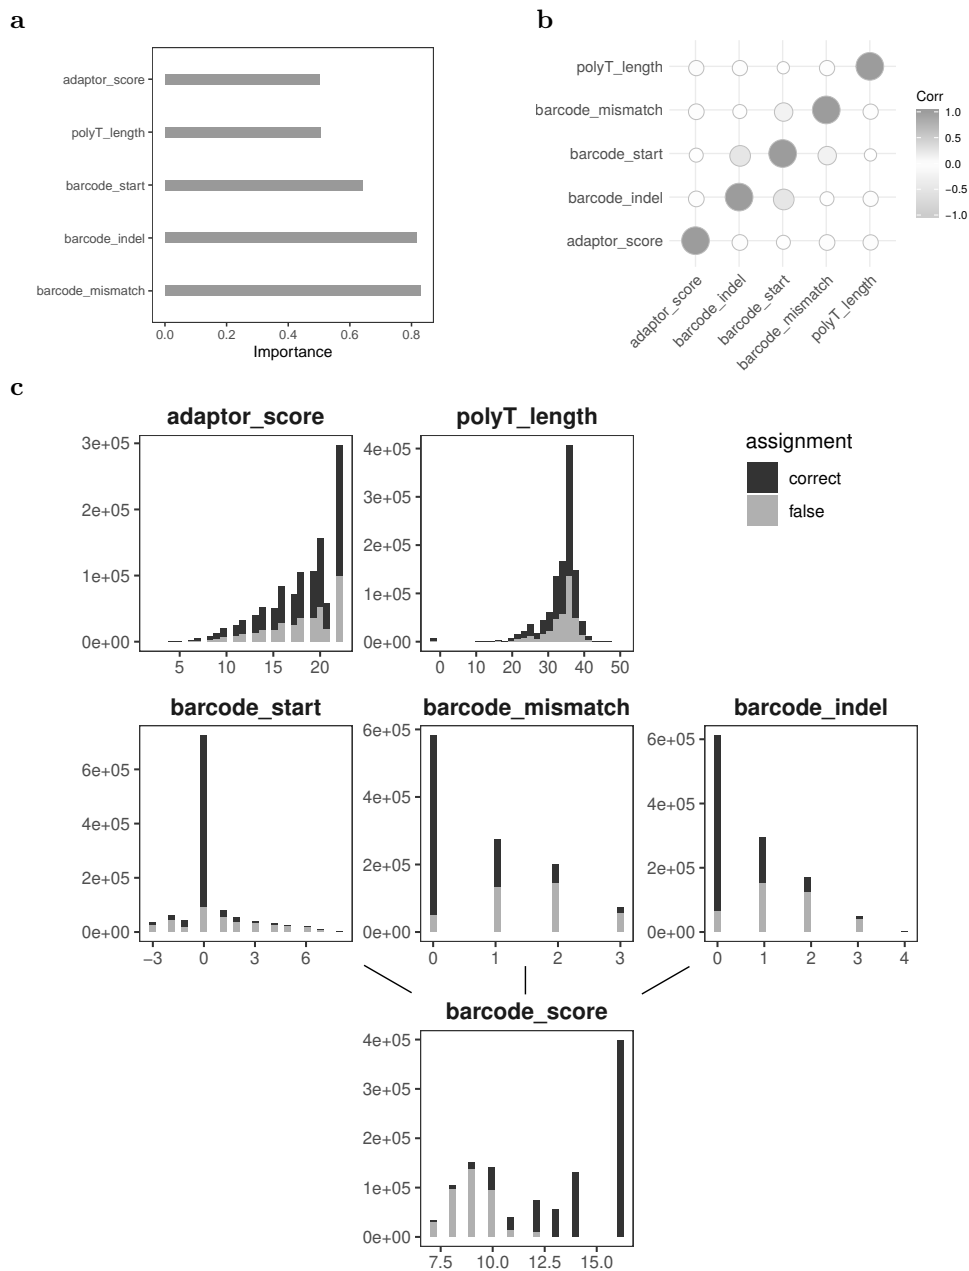 a
adaptor_score
polyT_length
barcode_start
barcode_indel
barcode_mismatch
0.0 0.2 0.4 0.6 0.8
Importance
b
polyT_length
barcode_mismatch
barcode_start
barcode_indel
adaptor_score
adaptor_score
barcode_indel
barcode_start
barcode_mismatch
polyT_length
Corr
1.0
0.5
0.0
−0.5
−1.0
c
adaptor_score
3e+05
2e+05
1e+05
0e+00
5 10 15 20
polyT_length
4e+05
3e+05
2e+05
1e+05
0e+00
0 10 20 30 40 50
assignment
correct
false
barcode_start
6e+05
4e+05
2e+05
0e+00
−3 0 3 6
barcode_mismatch
6e+05
4e+05
2e+05
0e+00
0 1 2 3
barcode_indel
6e+05
4e+05
2e+05
0e+00
0 1 2 3 4
barcode_score
4e+05
3e+05
2e+05
1e+05
0e+00
7.5 10.0 12.5 15.0